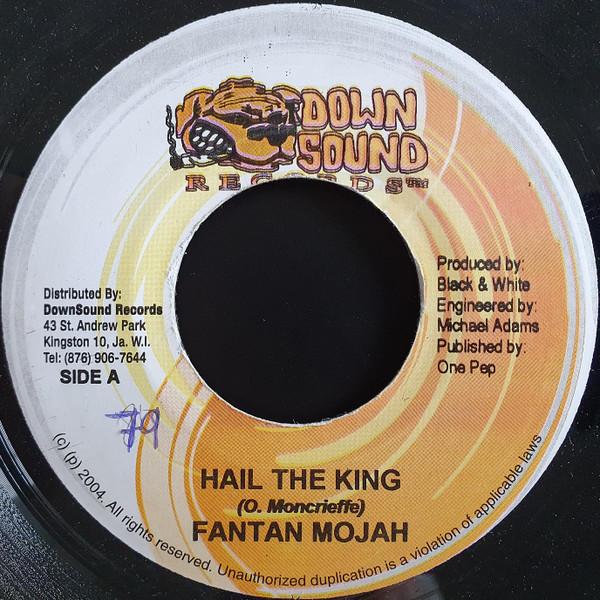 DOWN
SOUND
RECORDS™
Distributed By:
DownSound Records
43 St. Andrew Park
Kingston 10, Ja. W.I.
Tel: (876) 906-7644
SIDE A
Produced by:
Black & White
Engineered by:
Michael Adams
Published by:
One Pep
79
HAIL THE KING
(O. Moncrieffe)
FANTAN MOJAH
(c) (p) 2004. All rights reserved. Unauthorized duplication is a violation of applicable laws